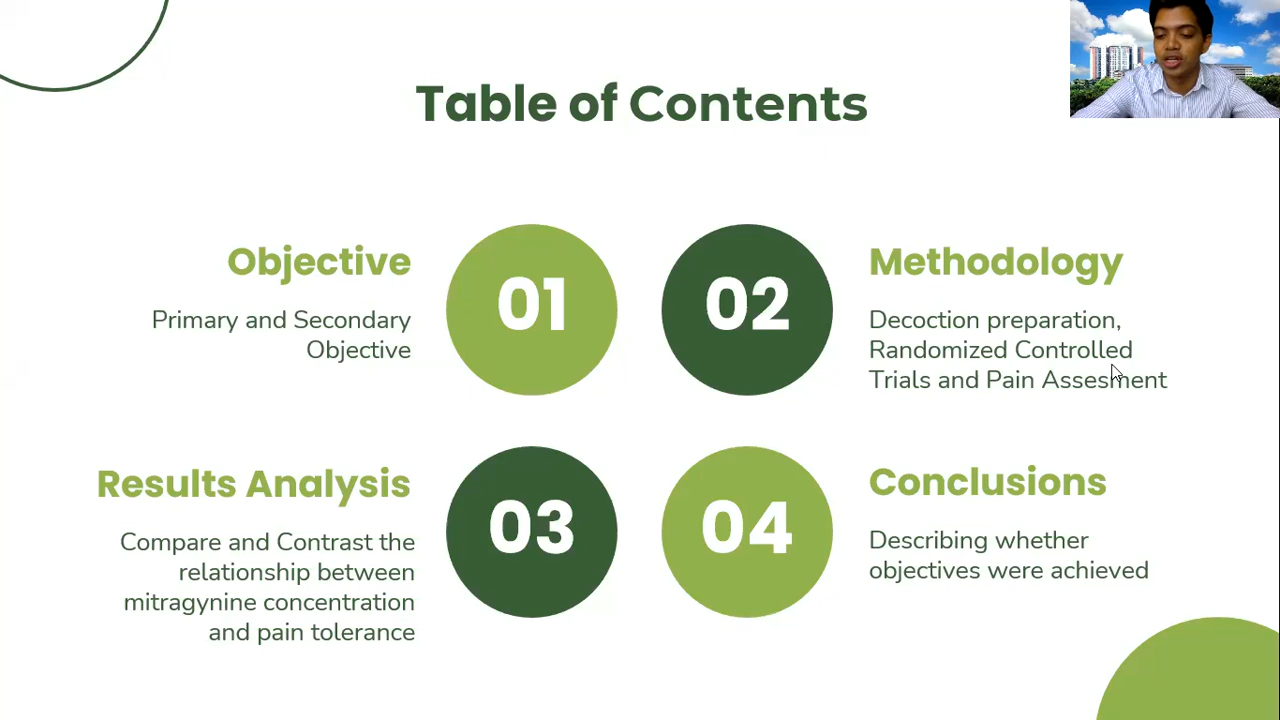 Table of Contents
Objective
Primary and Secondary
Objective
01
02
Methodology
Decoction preparation,
Randomized Controlled
Trials and Pain Assesment
Results Analysis
Compare and Contrast the
relationship between
mitragynine concentration
and pain tolerance
03
04
Conclusions
Describing whether
objectives were achieved